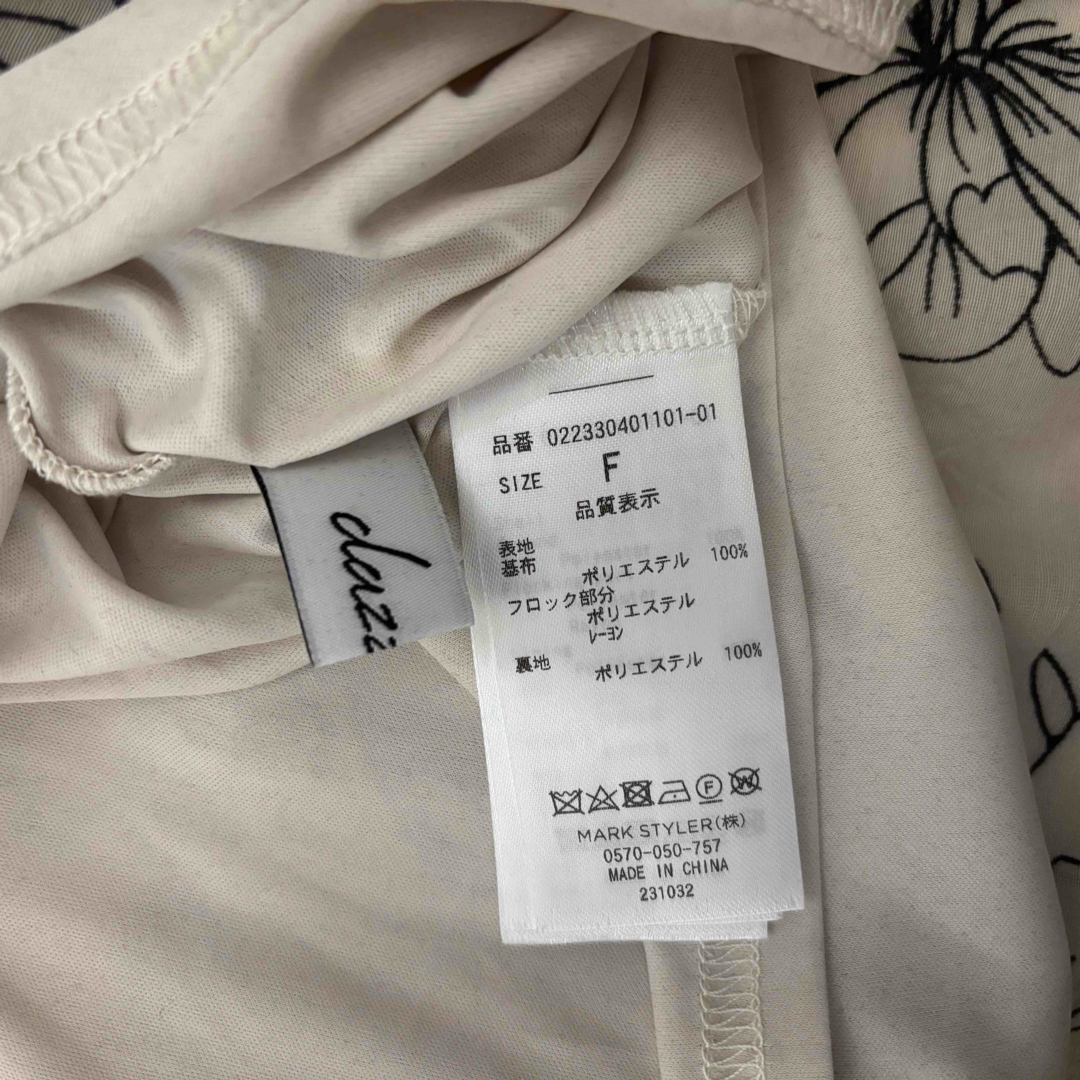 品番 022330401101-01
SIZE F
品質表示
表地
基布 ポリエステル 100%
フロック部分
ポリエステル
レーヨン
裏地 ポリエステル 100%
MARK STYLER(株)
0570-050-757
MADE IN CHINA
231032